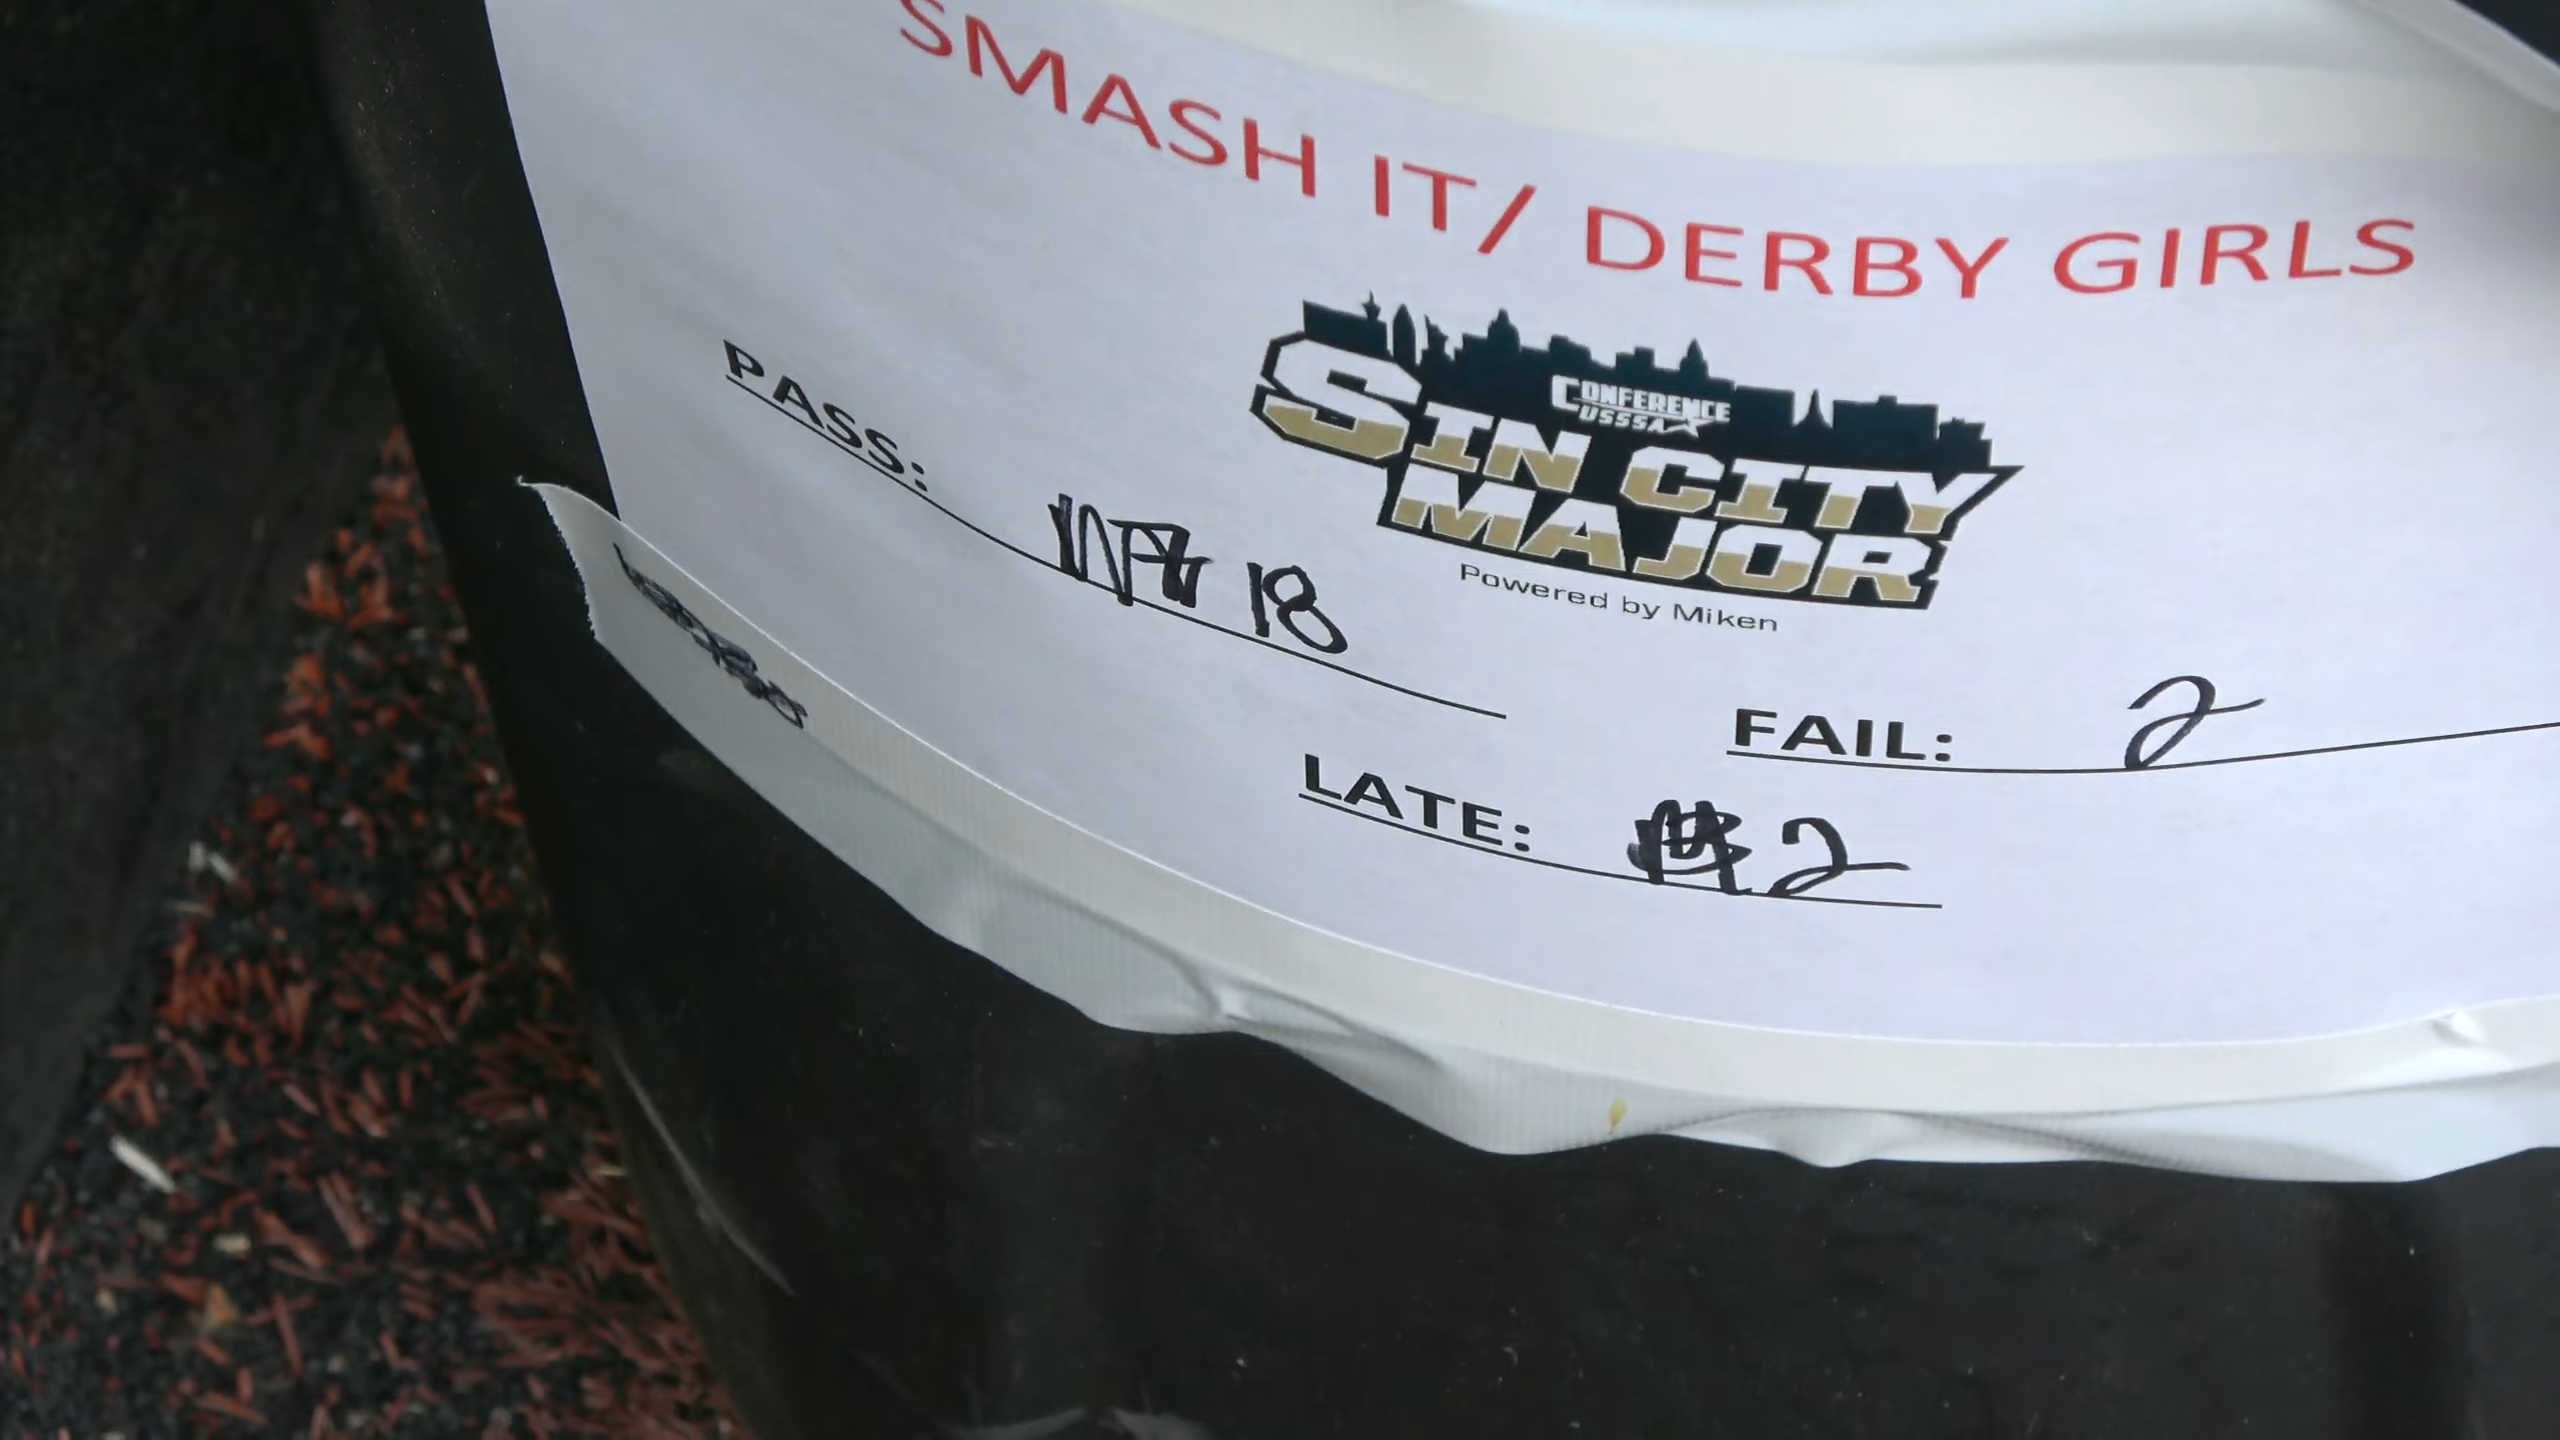 SMASH IT/ DERBY GIRLS
CONFERENCE
USSSA
SIN CITY
MAJOR
Powered by Miken
PASS: 18
FAIL: 2
LATE: 2